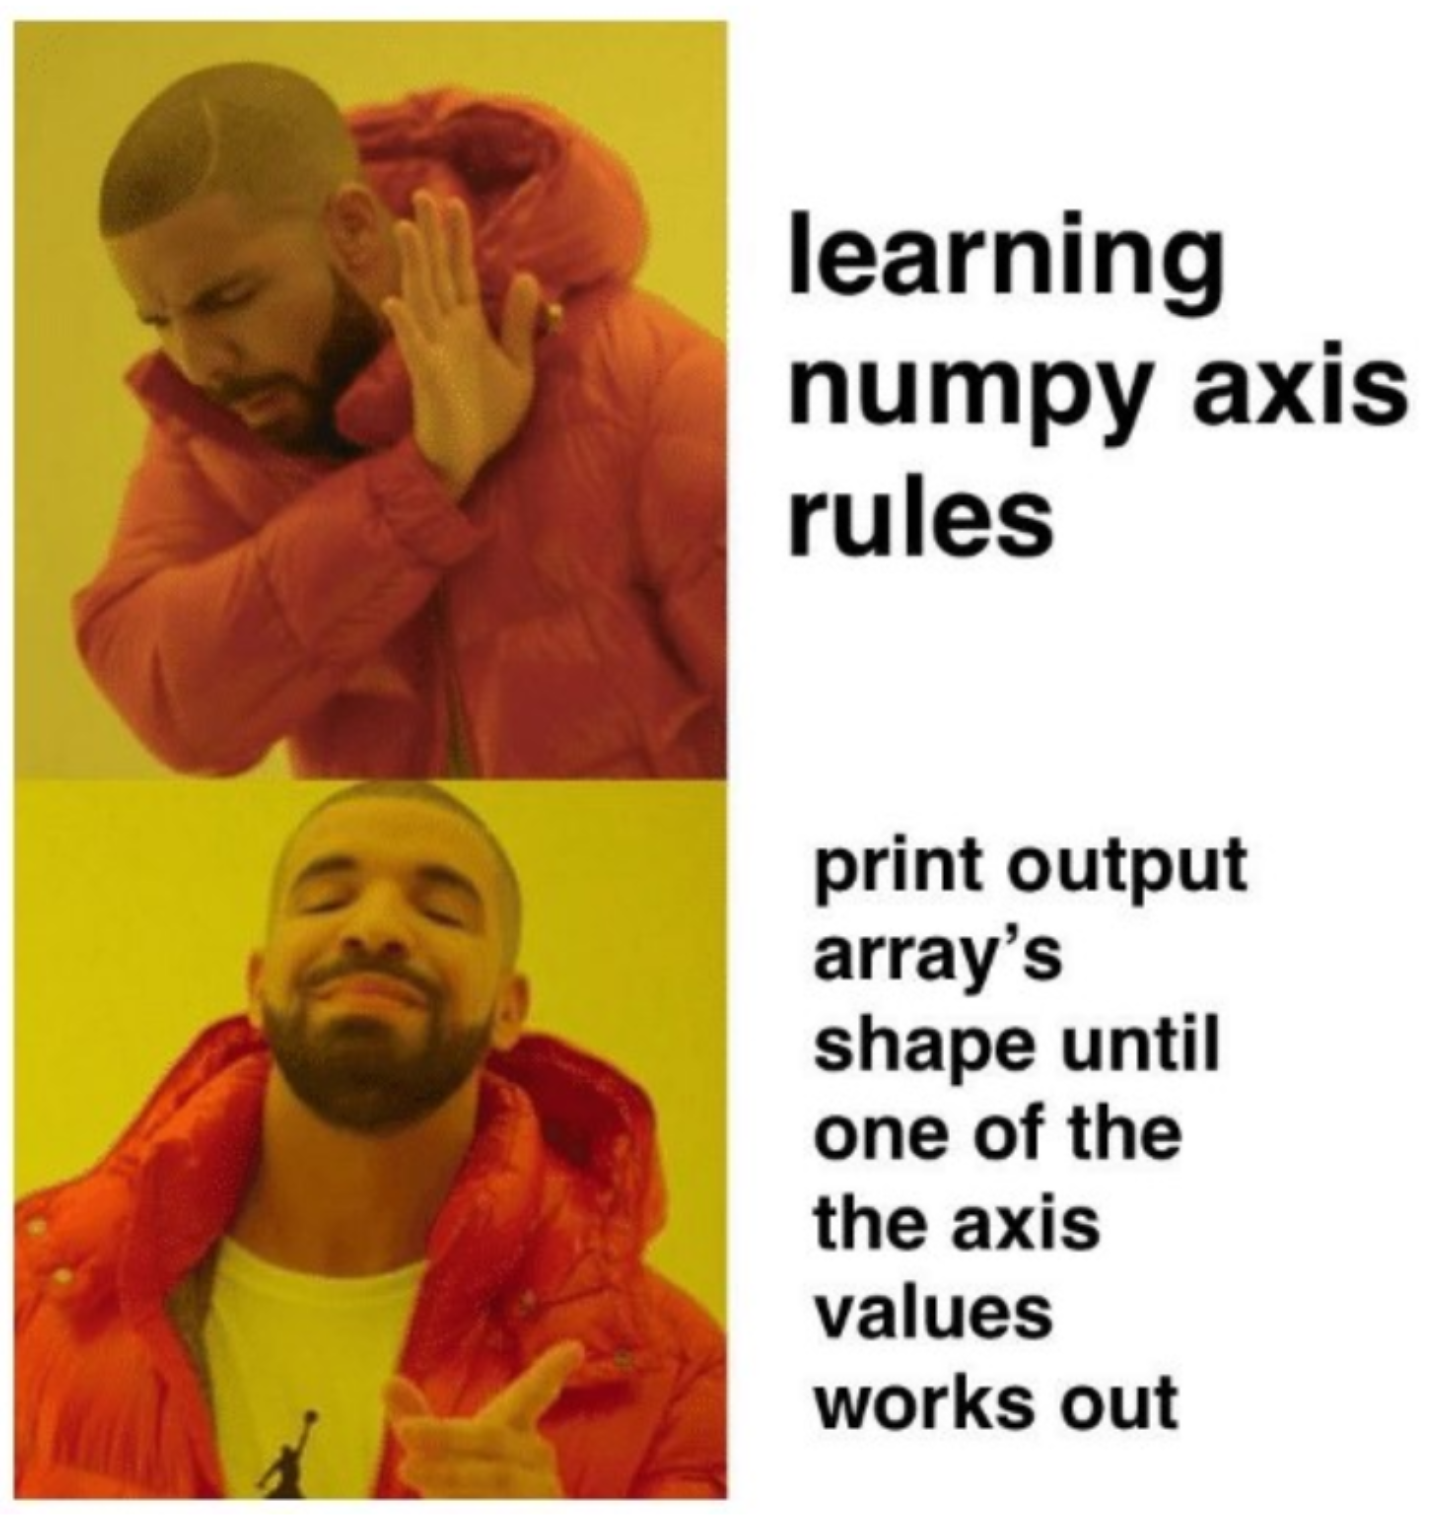 learning
numpy axis
rules
print output
array’s
shape until
one of the
the axis
values
works out